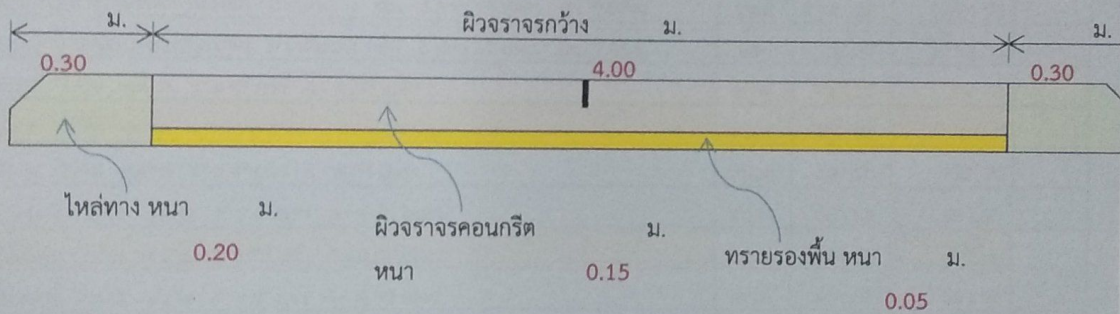 ม. ผิวจราจรกว้าง ม. ม.
0.30 4.00 0.30
ไหล่ทาง หนา ม.
0.20
ผิวจราจรคอนกรีต ม.
หนา 0.15
ทรายรองพื้น หนา ม.
0.05